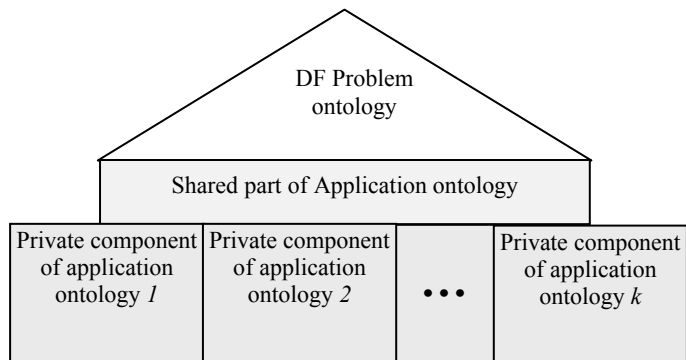 DF Problem
ontology
Shared part of Application ontology
Private component
of application
ontology 1
Private component
of application
ontology 2
•••
Private component
of application
ontology k